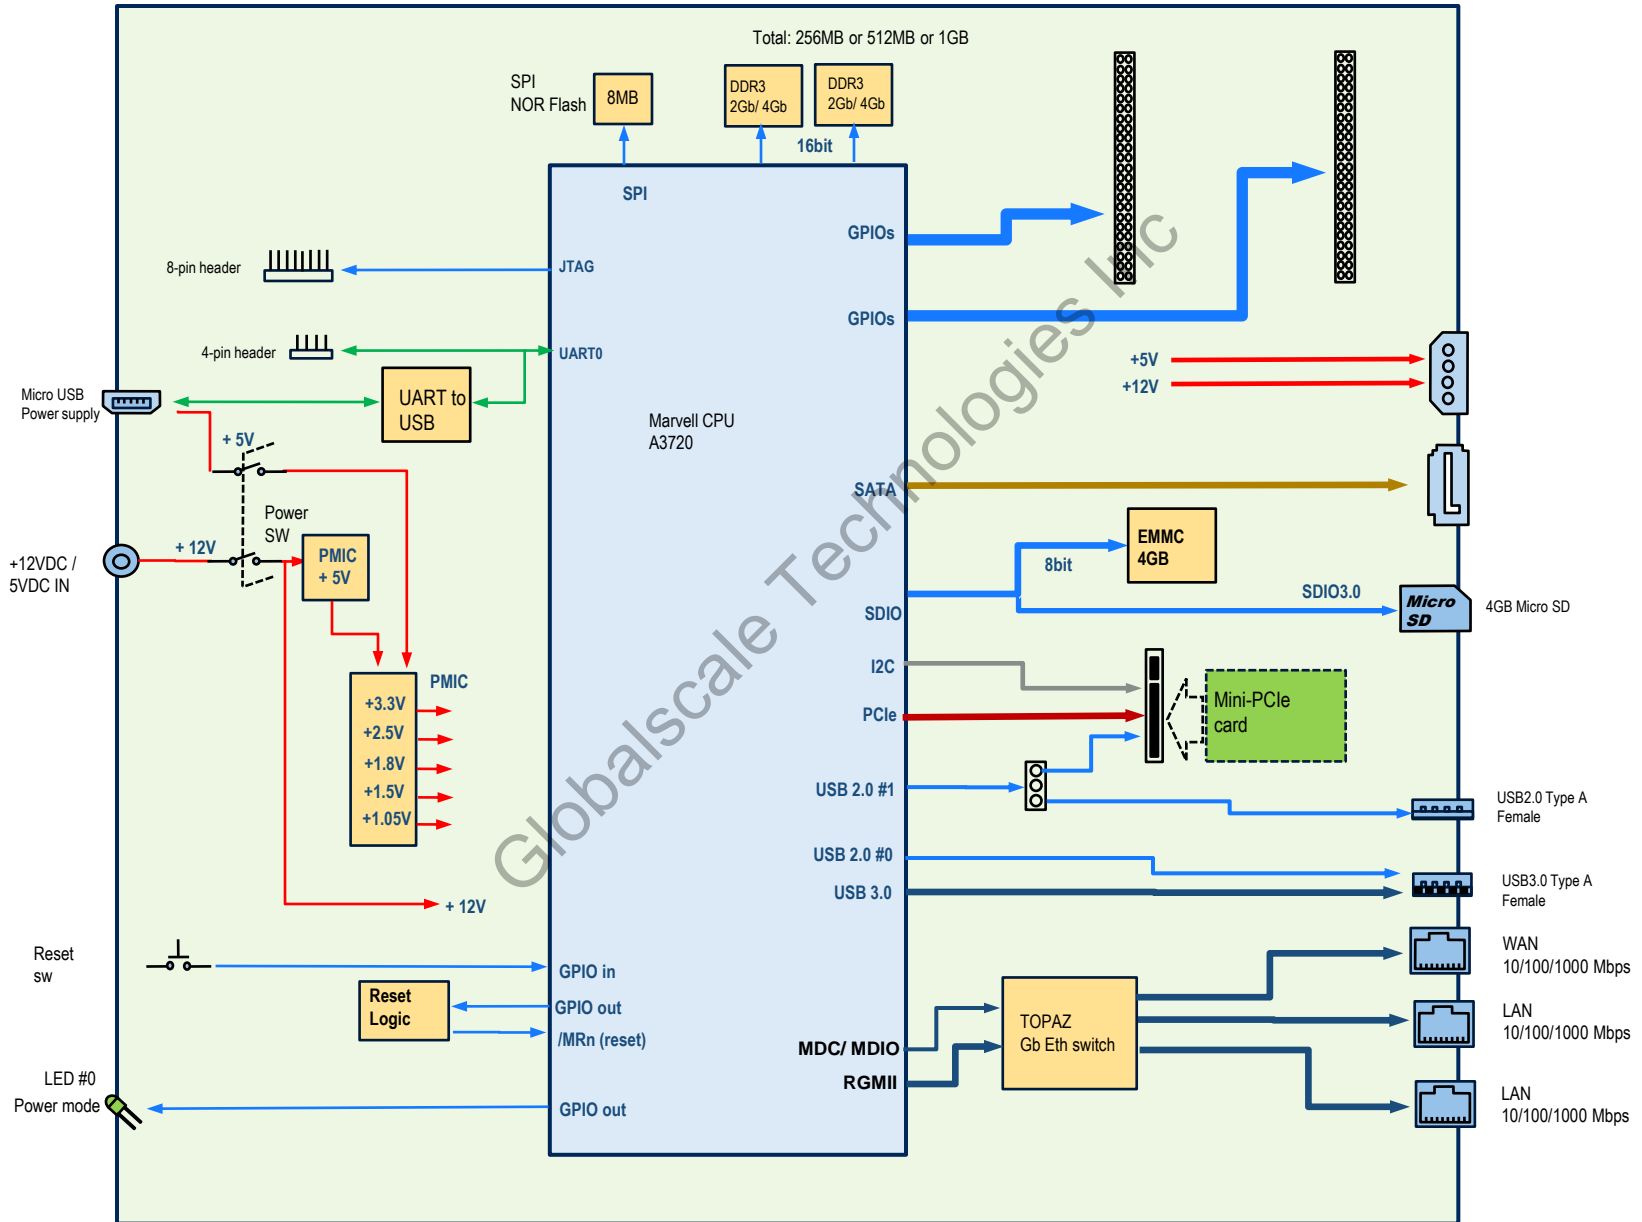 Total: 256MB or 512MB or 1GB
SPI
NOR Flash
8MB
DDR3
2Gb/ 4Gb
DDR3
2Gb/ 4Gb
16bit
SPI
GPIOs
8-pin header
JTAG
GPIOs
4-pin header
UART0
+5V
+12V
Micro USB
Power supply
UART to
USB
Marvell CPU
A3720
+ 5V
SATA
Power
SW
+ 12V
+12VDC /
5VDC IN
PMIC
+ 5V
EMMC
4GB
8bit
SDIO3.0
SDIO
Micro
SD
4GB Micro SD
I2C
PMIC
+3.3V
+2.5V
+1.8V
+1.5V
+1.05V
PCIe
Mini-PCIe
card
USB 2.0 #1
USB2.0 Type A
Female
USB 2.0 #0
USB 3.0
USB3.0 Type A
Female
+ 12V
Reset
sw
GPIO in
WAN
10/100/1000 Mbps
Reset
Logic
GPIO out
/MRn (reset)
TOPAZ
Gb Eth switch
LAN
10/100/1000 Mbps
MDC/ MDIO
RGMII
LED #0
Power mode
GPIO out
LAN
10/100/1000 Mbps
Globalscale Technologies Inc